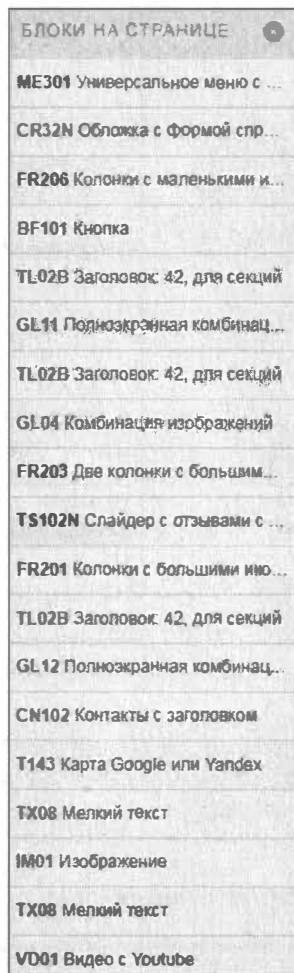 БЛОКИ НА СТРАНИЦЕ
ME301 Универсальное меню с ...
CR32N Обложка с формой спр...
FR206 Колонки с маленькими и...
BF101 Кнопка
TL02B Заголовок: 42, для секций
GL11 Полноэкранная комбинац...
TL02B Заголовок: 42, для секций
GL04 Комбинация изображений
FR203 Две колонки с большим...
TS102N Слайдер с отзывами с ...
FR201 Колонки с большими ико...
TL02B Заголовок: 42, для секций
GL12 Полноэкранная комбинац...
CN102 Контакты с заголовком
T143 Карта Google или Yandex
TX08 Мелкий текст
IM01 Изображение
TX08 Мелкий текст
VD01 Видео с Youtube